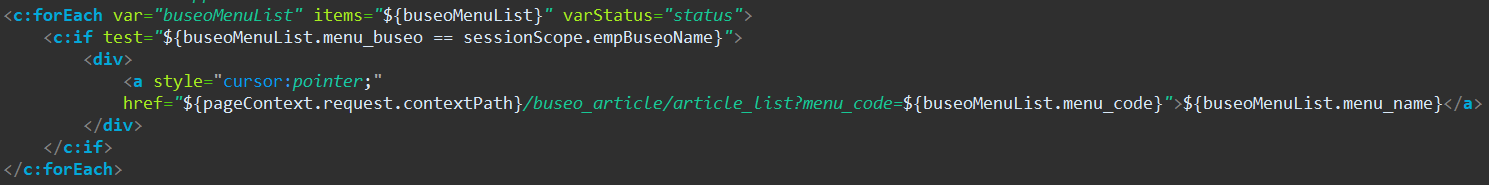 <c:forEach var="buseoMenuList" items="${buseoMenuList}" varStatus="status">
<c:if test="${buseoMenuList.menu_buseo == sessionScope.empBuseoName}">
<div>
<a style="cursor:pointer;"
href="${pageContext.request.contextPath}/buseo_article/article_list?menu_code=${buseoMenuList.menu_code}">${buseoMenuList.menu_name}</a>
</div>
</c:if>
</c:forEach>